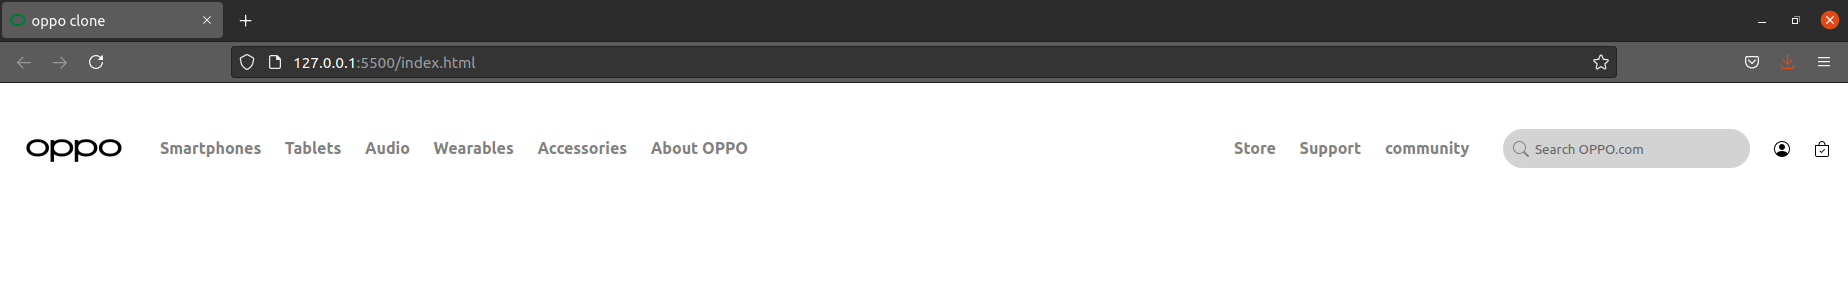 oppo clone
127.0.0.1:5500/index.html
oppo Smartphones Tablets Audio Wearables Accessories About OPPO Store Support community Search OPPO.com